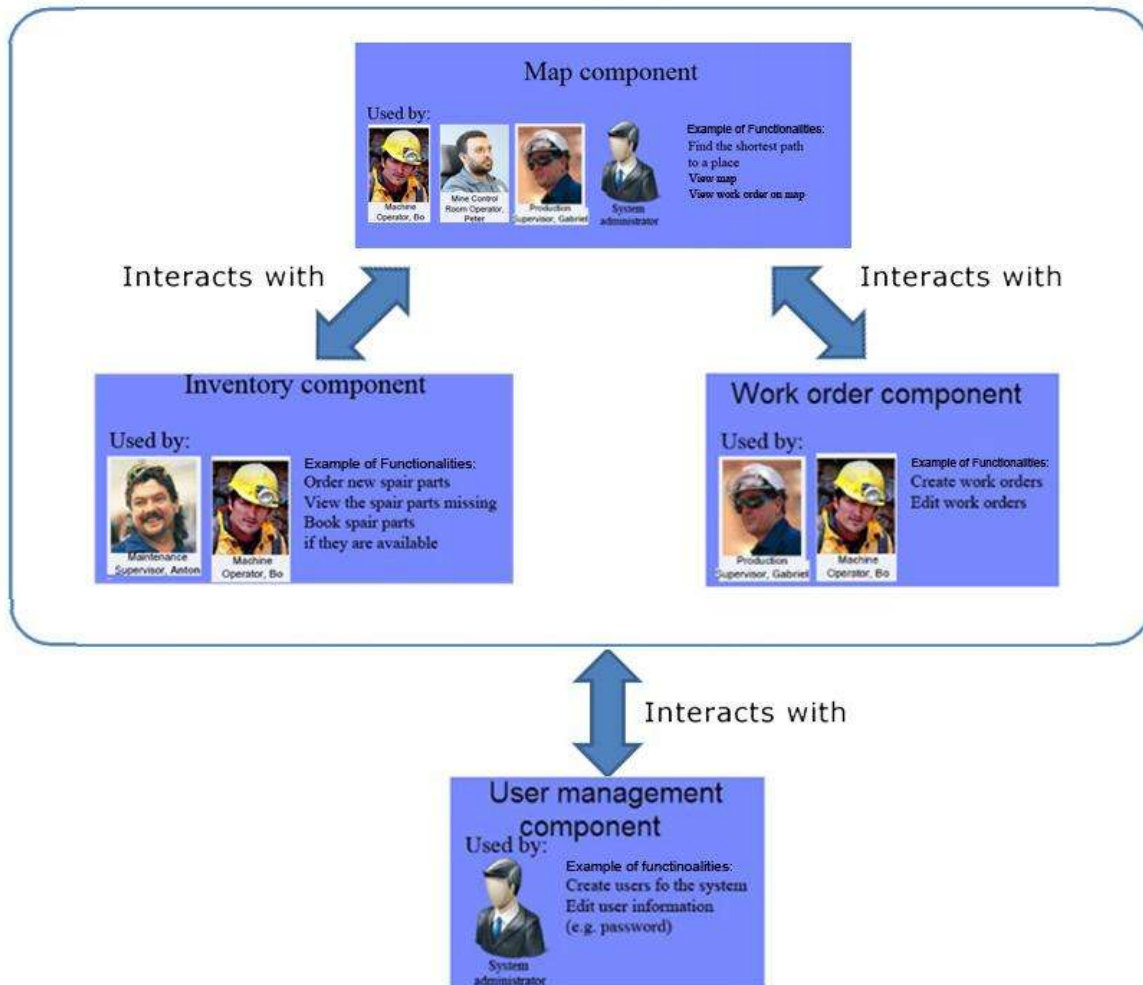 Map component
Used by:
Machine
Operator, Bo
Mine Control
Room Operator,
Peter
Production
Supervisor, Gabriel
System
administrator
Example of Functionalities:
Find the shortest path
to a place
View map
View work order on map
Interacts with
Interacts with
Inventory component
Used by:
Maintenance
Supervisor, Anton
Machine
Operator, Bo
Example of Functionalities:
Order new spair parts
View the spair parts missing
Book spair parts
if they are available
Work order component
Used by:
Production
Supervisor, Gabriel
Machine
Operator, Bo
Example of Functionalities:
Create work orders
Edit work orders
Interacts with
User management
component
Used by:
System
administrator
Example of functinoalities:
Create users fo the system
Edit user information
(e.g. password)